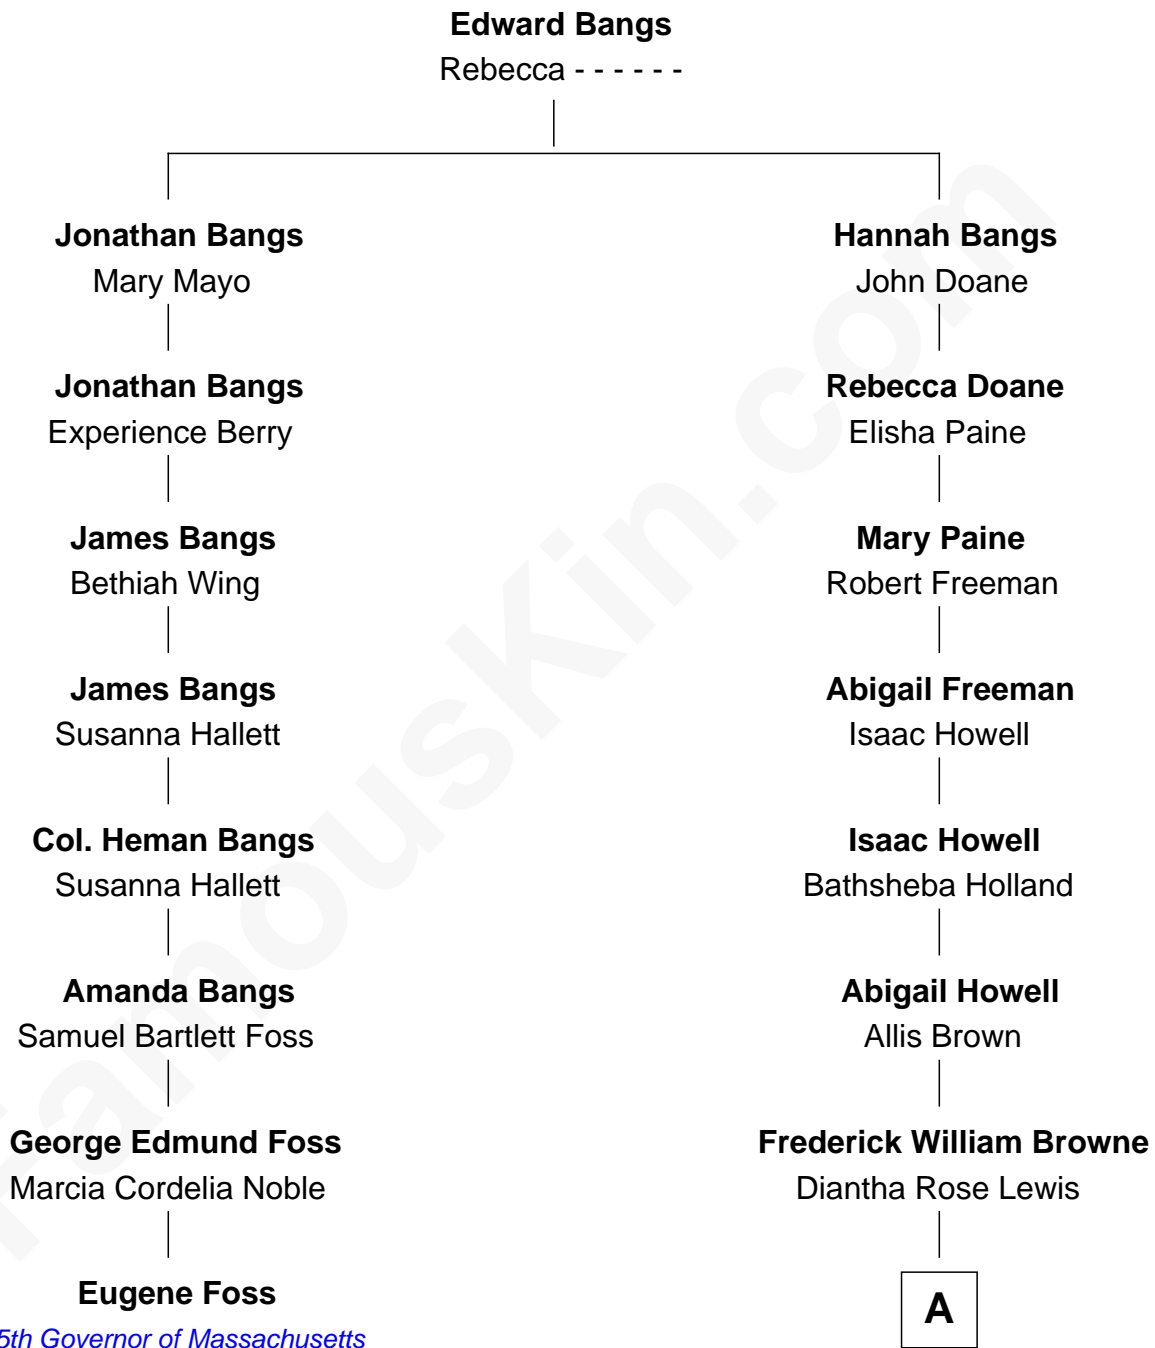 Edward Bangs
Rebecca - - - - - -
Jonathan Bangs
Mary Mayo
Hannah Bangs
John Doane
Jonathan Bangs
Experience Berry
Rebecca Doane
Elisha Paine
James Bangs
Bethiah Wing
Mary Paine
Robert Freeman
James Bangs
Susanna Hallett
Abigail Freeman
Isaac Howell
Col. Heman Bangs
Susanna Hallett
Isaac Howell
Bathsheba Holland
Amanda Bangs
Samuel Bartlett Foss
Abigail Howell
Allis Brown
George Edmund Foss
Marcia Cordelia Noble
Frederick William Browne
Diantha Rose Lewis
Eugene Foss
5th Governor of Massachusetts
A
FamousKin.com